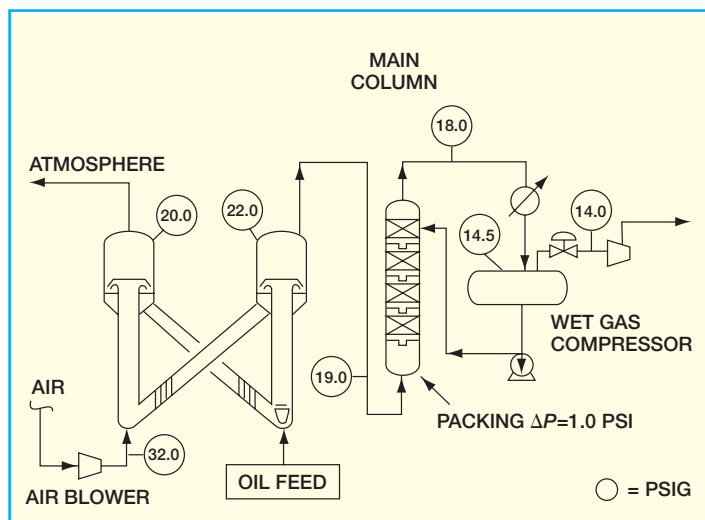 MAIN
COLUMN
18.0
ATMOSPHERE
20.0
22.0
14.5
14.0
WET GAS
COMPRESSOR
19.0
AIR
32.0
AIR BLOWER
OIL FEED
PACKING ΔP=1.0 PSI
= PSIG